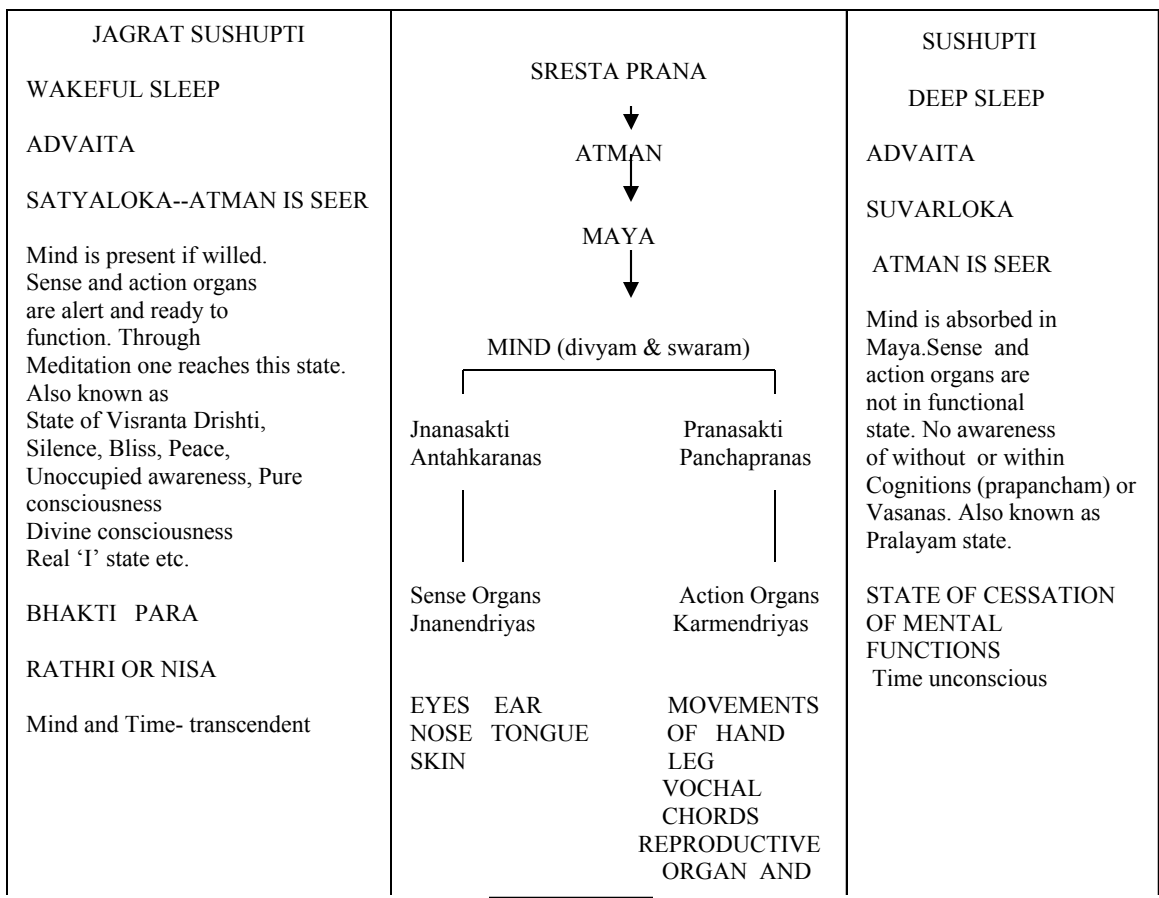 JAGRAT SUSHUPTI
WAKEFUL SLEEP
ADVAITA
SATYALOKA--ATMAN IS SEER
Mind is present if willed.
Sense and action organs
are alert and ready to
function. Through
Meditation one reaches this state.
Also known as
State of Visranta Drishti,
Silence, Bliss, Peace,
Unoccupied awareness, Pure
consciousness
Divine consciousness
Real ‘I’ state etc.
BHAKTI PARA
RATHRI OR NISA
Mind and Time- transcendent
SRESTA PRANA
ATMAN
MAYA
MIND (divyam & swaram)
Jnanasakti
Antahkaranas
Pranasakti
Panchapranas
Sense Organs
Jnanendriyas
Action Organs
Karmendriyas
EYES EAR
NOSE TONGUE
SKIN
MOVEMENTS
OF HAND
LEG
VOCHAL
CHORDS
REPRODUCTIVE
ORGAN AND
SUSHUPTI
DEEP SLEEP
ADVAITA
SUVARLOKA
ATMAN IS SEER
Mind is absorbed in
Maya.Sense and
action organs are
not in functional
state. No awareness
of without or within
Cognitions (prapancham) or
Vasanas. Also known as
Pralayam state.
STATE OF CESSATION
OF MENTAL
FUNCTIONS
Time unconscious